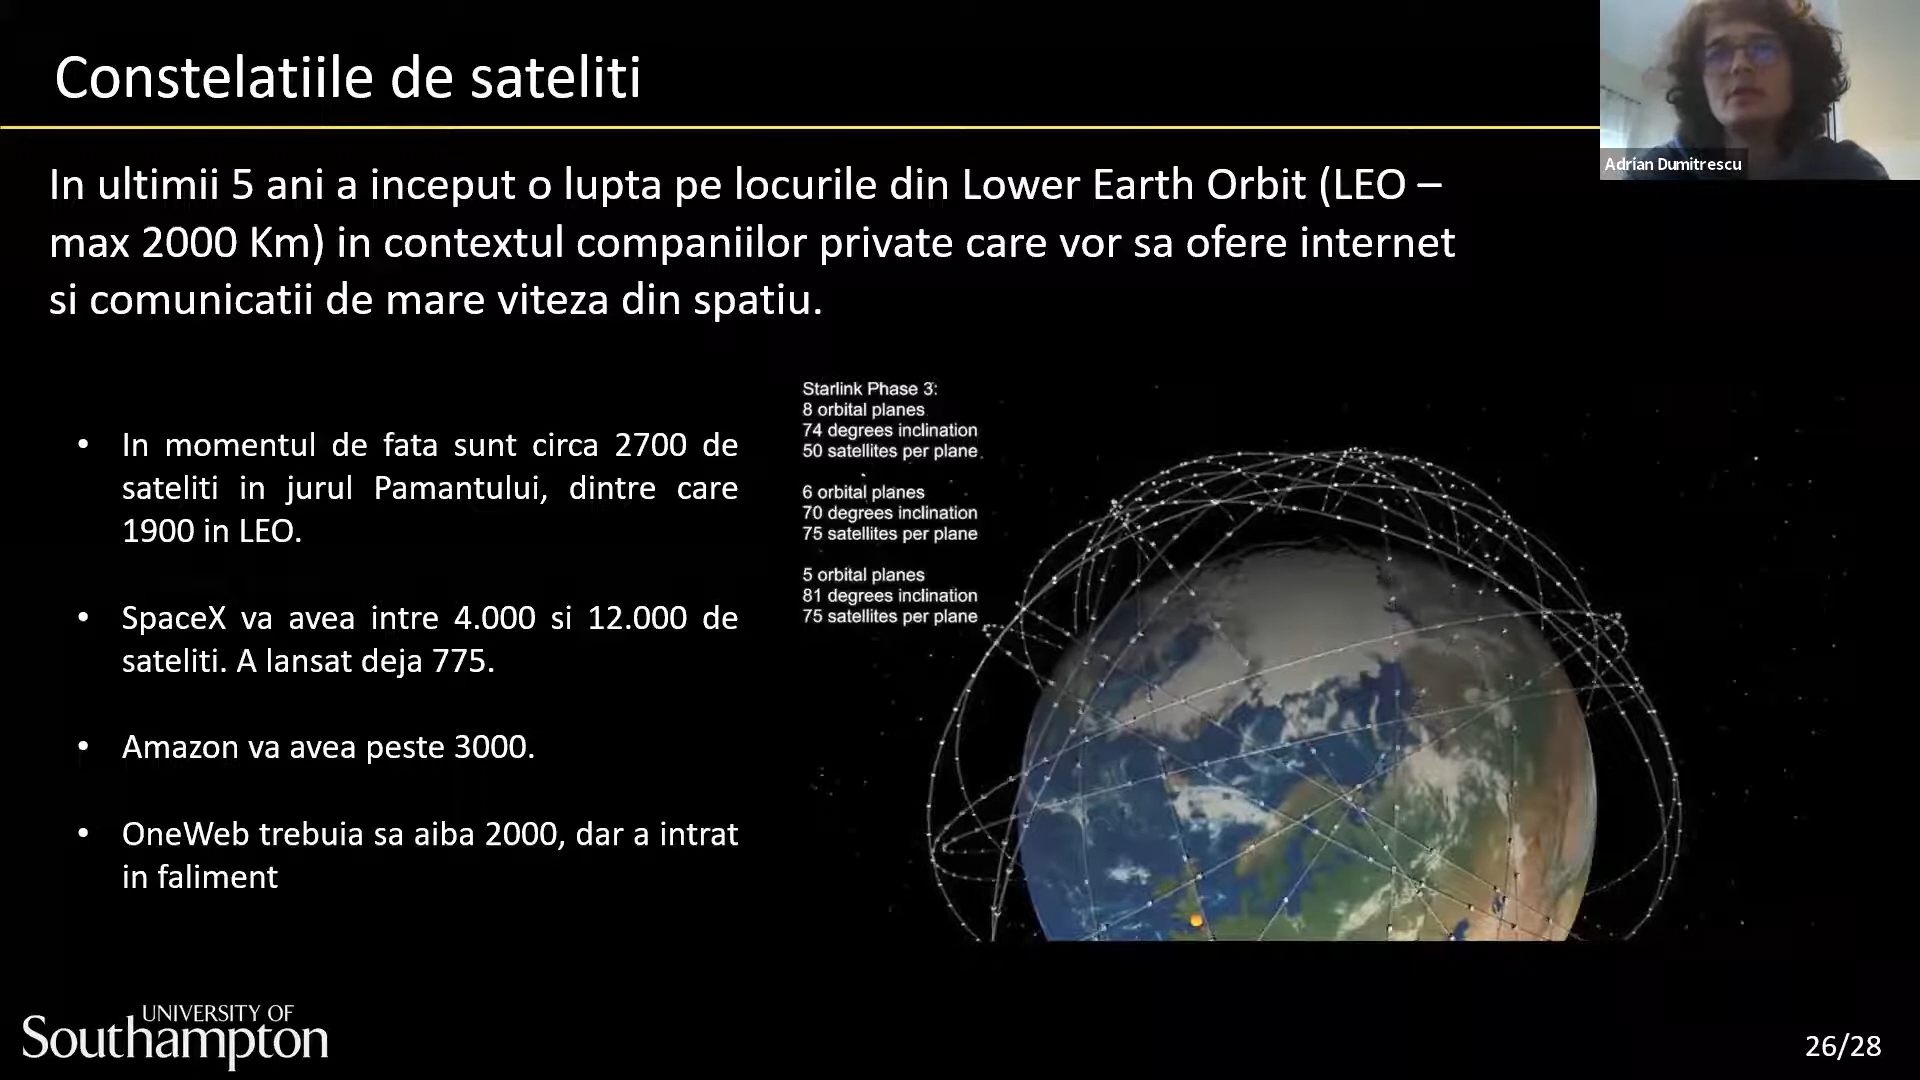 Constelatiile de sateliti
Adrian Dumitrescu
In ultimii 5 ani a inceput o lupta pe locurile din Lower Earth Orbit (LEO –
max 2000 Km) in contextul companiilor private care vor sa ofere internet
si comunicatii de mare viteza din spatiu.
• In momentul de fata sunt circa 2700 de
sateliti in jurul Pamantului, dintre care
1900 in LEO.
• SpaceX va avea intre 4.000 si 12.000 de
sateliti. A lansat deja 775.
• Amazon va avea peste 3000.
• OneWeb trebuia sa aiba 2000, dar a intrat
in faliment
Starlink Phase 3:
8 orbital planes
74 degrees inclination
50 satellites per plane
6 orbital planes
70 degrees inclination
75 satellites per plane
5 orbital planes
81 degrees inclination
75 satellites per plane
UNIVERSITY OF
Southampton
26/28